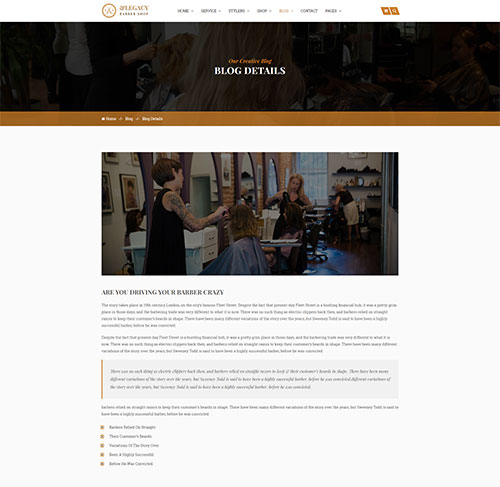 &LEGACY
BARBER SHOP
HOME
SERVICE
STYLERS
SHOP
BLOG
CONTACT
PAGES
Our Creative Blog
BLOG DETAILS
Home
Blog
Blog Details
ARE YOU DRIVING YOUR BARBER CRAZY
The story takes place in 19th century London, on the city's famous Fleet Street. Despite the fact that present day Fleet Street is a bustling financial hub, it was a pretty grim
place in those days, and the bartering trade was very different to what it is now. There was no such thing as electric clippers back then, and barbers relied on straight
razors to keep their customer's beards in shape. There have been many different variations of the story over the years, but Sweeney Todd is said to have been a highly
successful barber, before he was convicted.
Despite the fact that present day Fleet Street is a bustling financial hub, it was a pretty grim place in those days, and the bartering trade was very different to what it is
now. There was no such thing as electric clippers back then, and barbers relied on straight razors to keep their customer's beards in shape. There have been many different
variations of the story over the years, but Sweeney Todd is said to have been a highly successful barber, before he was convicted.
There was no such thing as electric clippers back then, and barbers relied on straight razors to keep their customer's beards in shape. There have been many
different variations of the story over the years, but Sweeney Todd is said to have been a highly successful barber, before he was convicted.different variations of
the story over the years, but Sweeney Todd is said to have been a highly successful barber, before he was convicted.
barbers relied on straight razors to keep their customer's beards in shape. There have been many different variations of the story over the years, but Sweeney Todd is said to
have been a highly successful barber, before he was convicted.
Barbers Relied On Straight
Their Customer's Beards
Variations Of The Story Over
Been A Highly Successful
Before He Was Convicted